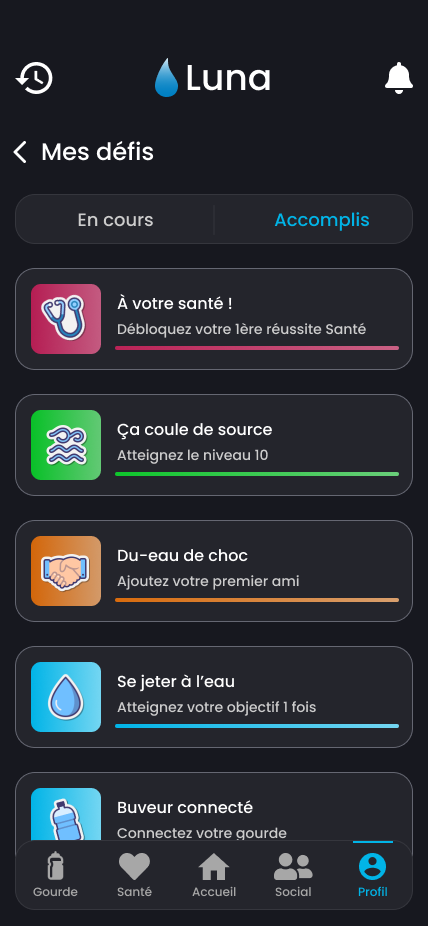 Luna
Mes défis
En cours
Accomplis
À votre santé !
Débloquez votre 1ère réussite Santé
Ça coule de source
Atteignez le niveau 10
Du-eau de choc
Ajoutez votre premier ami
Se jeter à l’eau
Atteignez votre objectif 1 fois
Buveur connecté
Connectez votre gourde
Gourde
Santé
Accueil
Social
Profil